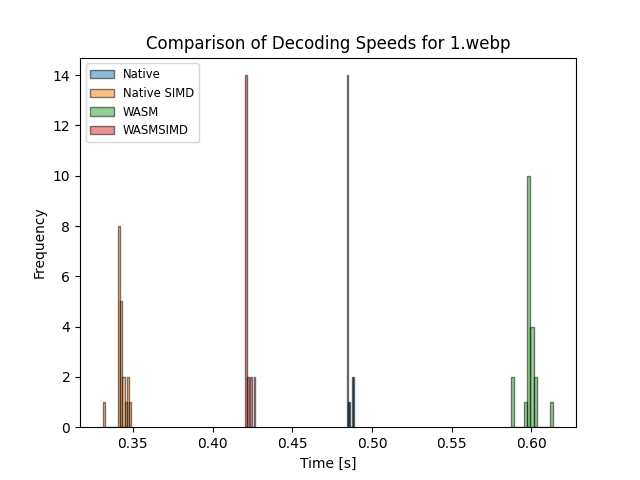 Comparison of Decoding Speeds for 1.webp
Native
Native SIMD
WASM
WASMSIMD
Frequency
14
12
10
8
6
4
2
0
0.35 0.40 0.45 0.50 0.55 0.60
Time [s]